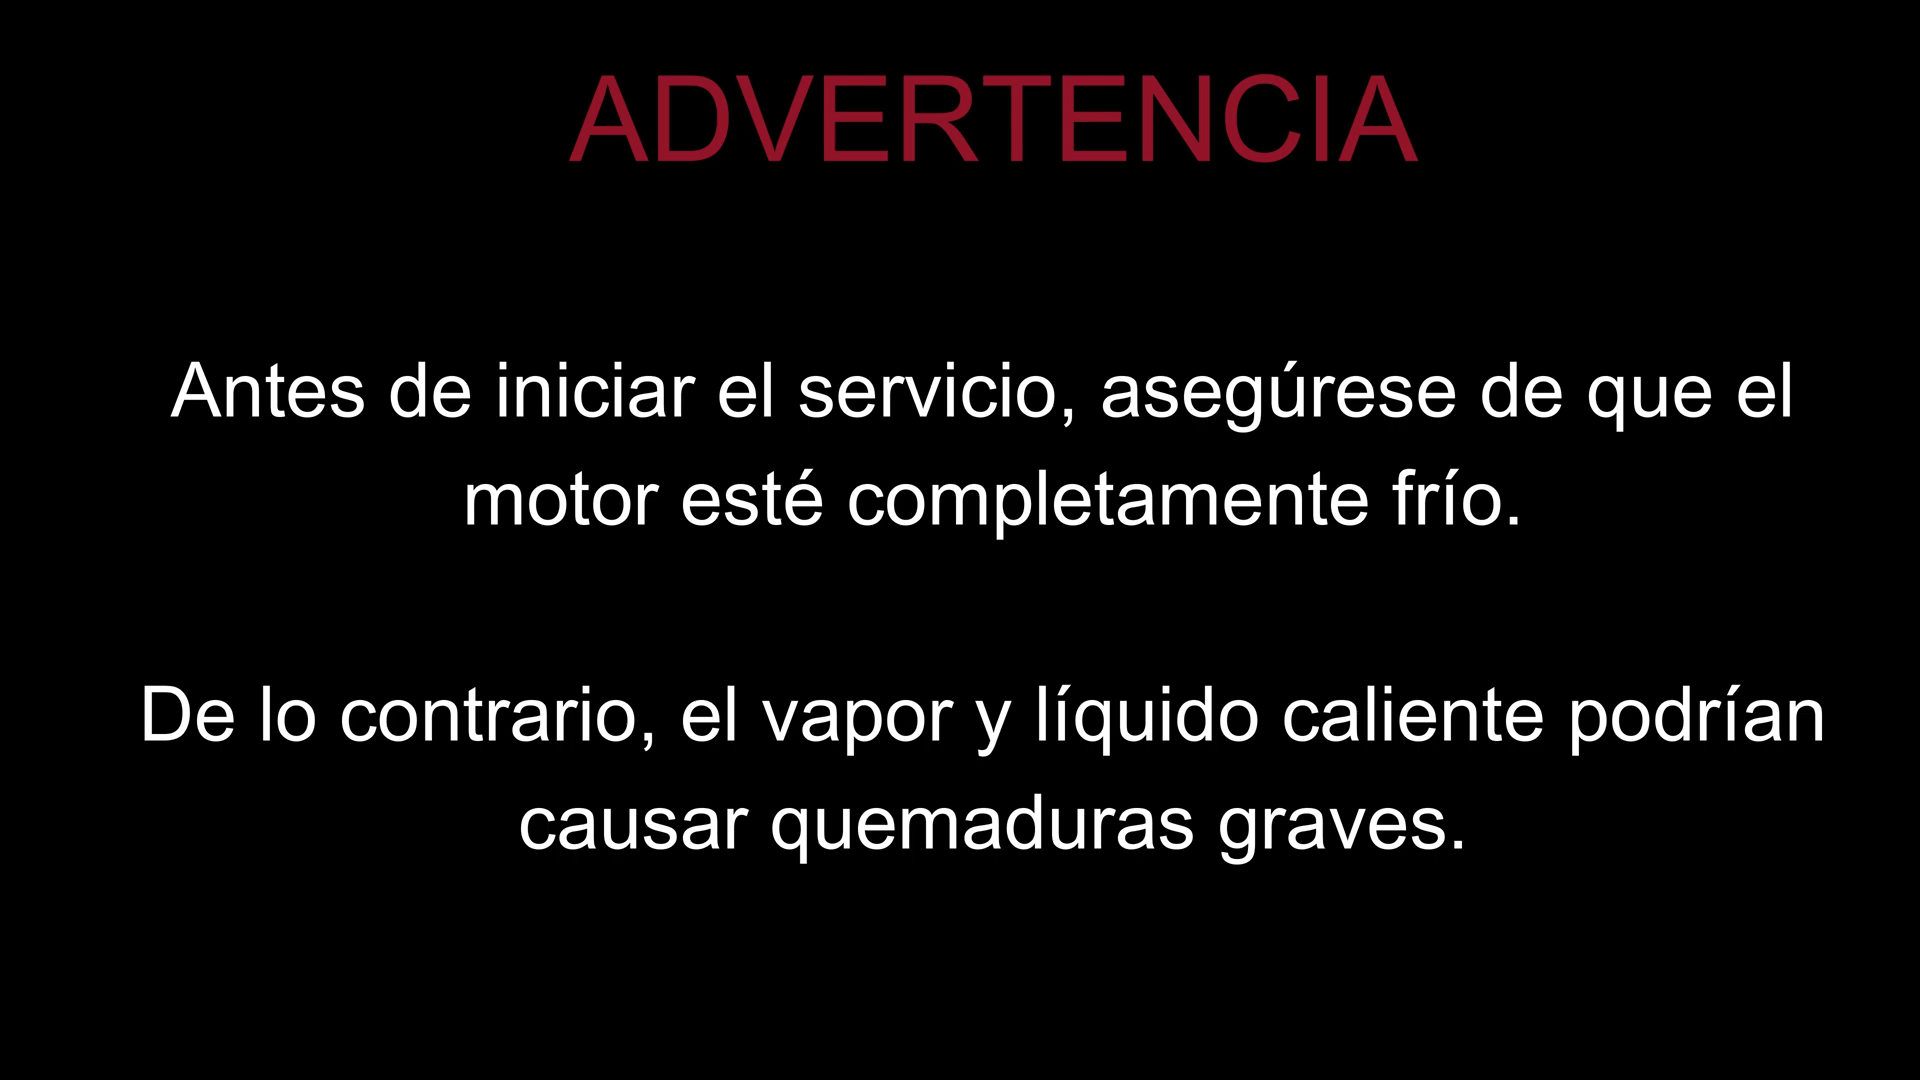 ADVERTENCIA
Antes de iniciar el servicio, asegúrese de que el
motor esté completamente frío.
De lo contrario, el vapor y líquido caliente podrían
causar quemaduras graves.